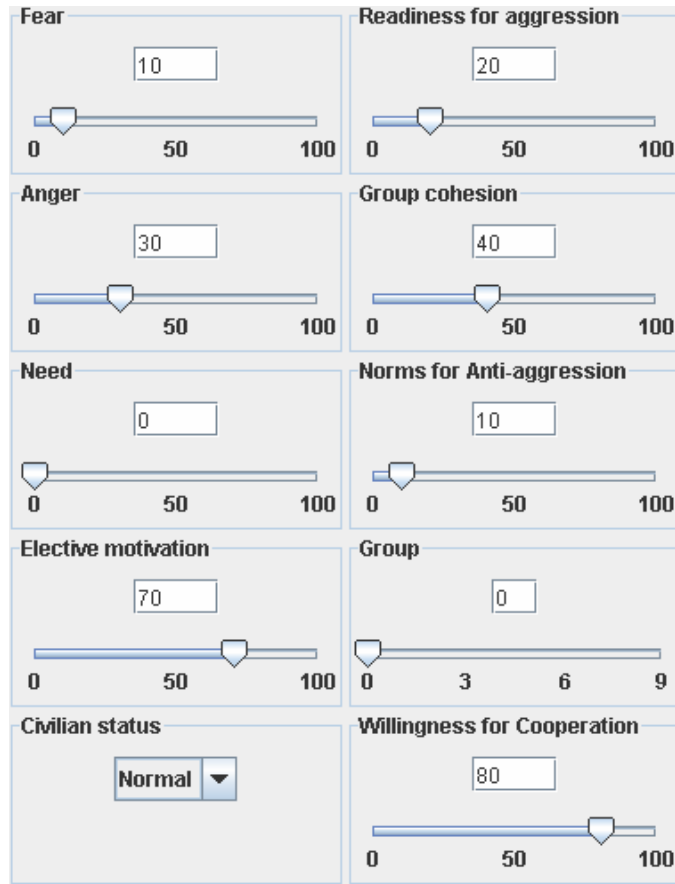 Fear
10
0 50 100
Readiness for aggression
20
0 50 100
Anger
30
0 50 100
Group cohesion
40
0 50 100
Need
0
0 50 100
Norms for Anti-aggression
10
0 50 100
Elective motivation
70
0 50 100
Group
0
0 3 6 9
Civilian status
Normal
Willingness for Cooperation
80
0 50 100